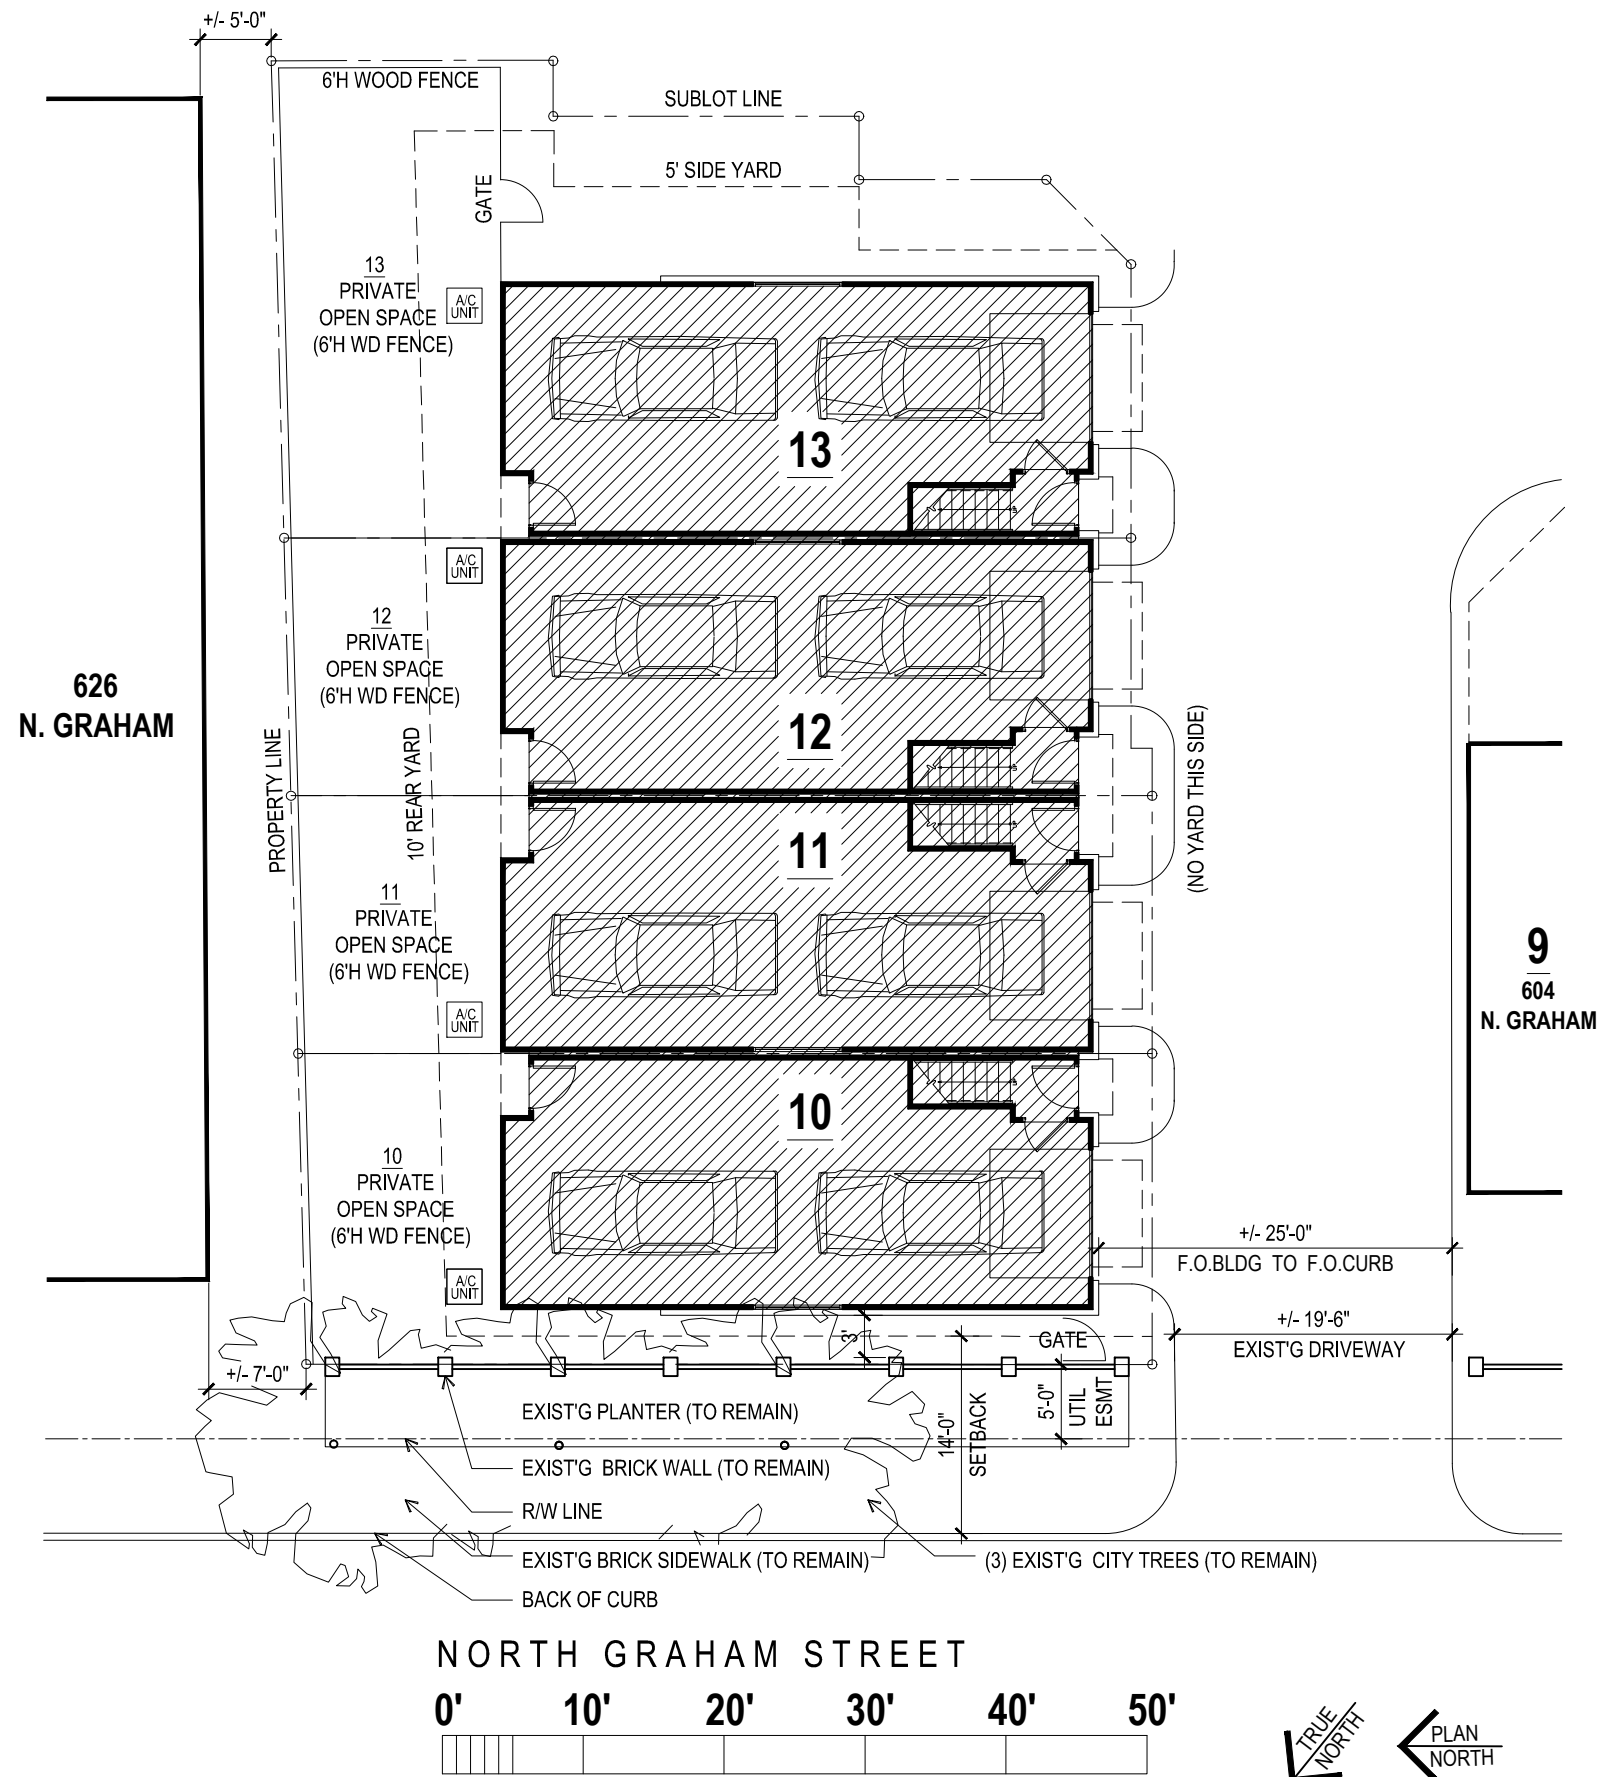 +/- 5'-0"
6'H WOOD FENCE
SUBLOT LINE
5' SIDE YARD
GATE
13
PRIVATE
OPEN SPACE
(6'H WD FENCE)
A/C
UNIT
13
A/C
UNIT
12
PRIVATE
OPEN SPACE
(6'H WD FENCE)
12
626
N. GRAHAM
PROPERTY LINE
10' REAR YARD
(NO YARD THIS SIDE)
11
11
PRIVATE
OPEN SPACE
(6'H WD FENCE)
A/C
UNIT
9
604
N. GRAHAM
10
10
PRIVATE
OPEN SPACE
(6'H WD FENCE)
A/C
UNIT
+/- 25'-0"
F.O.BLDG TO F.O.CURB
+/- 19'-6"
EXIST'G DRIVEWAY
3'
GATE
+/- 7'-0"
14'-0"
SETBACK
5'-0"
UTIL
ESMT
EXIST'G PLANTER (TO REMAIN)
EXIST'G BRICK WALL (TO REMAIN)
R/W LINE
EXIST'G BRICK SIDEWALK (TO REMAIN)
(3) EXIST'G CITY TREES (TO REMAIN)
BACK OF CURB
NORTH GRAHAM STREET
0' 10' 20' 30' 40' 50'
TRUE
NORTH
PLAN
NORTH